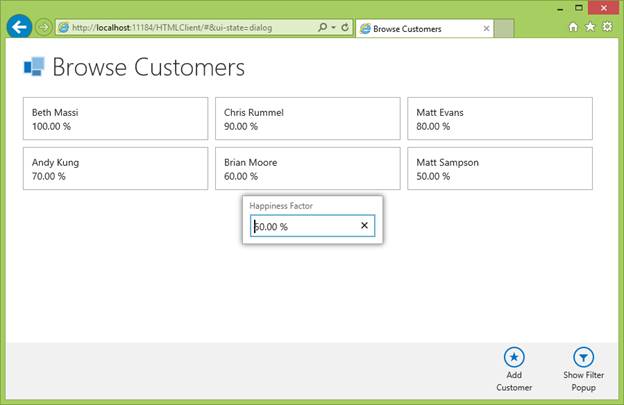 http://localhost:11184/HTMLClient/#&ui-state=dialog
Browse Customers
Browse Customers
Beth Massi
100.00 %
Chris Rummel
90.00 %
Matt Evans
80.00 %
Andy Kung
70.00 %
Brian Moore
60.00 %
Matt Sampson
50.00 %
Happiness Factor
60.00 %
Add
Customer
Show Filter
Popup